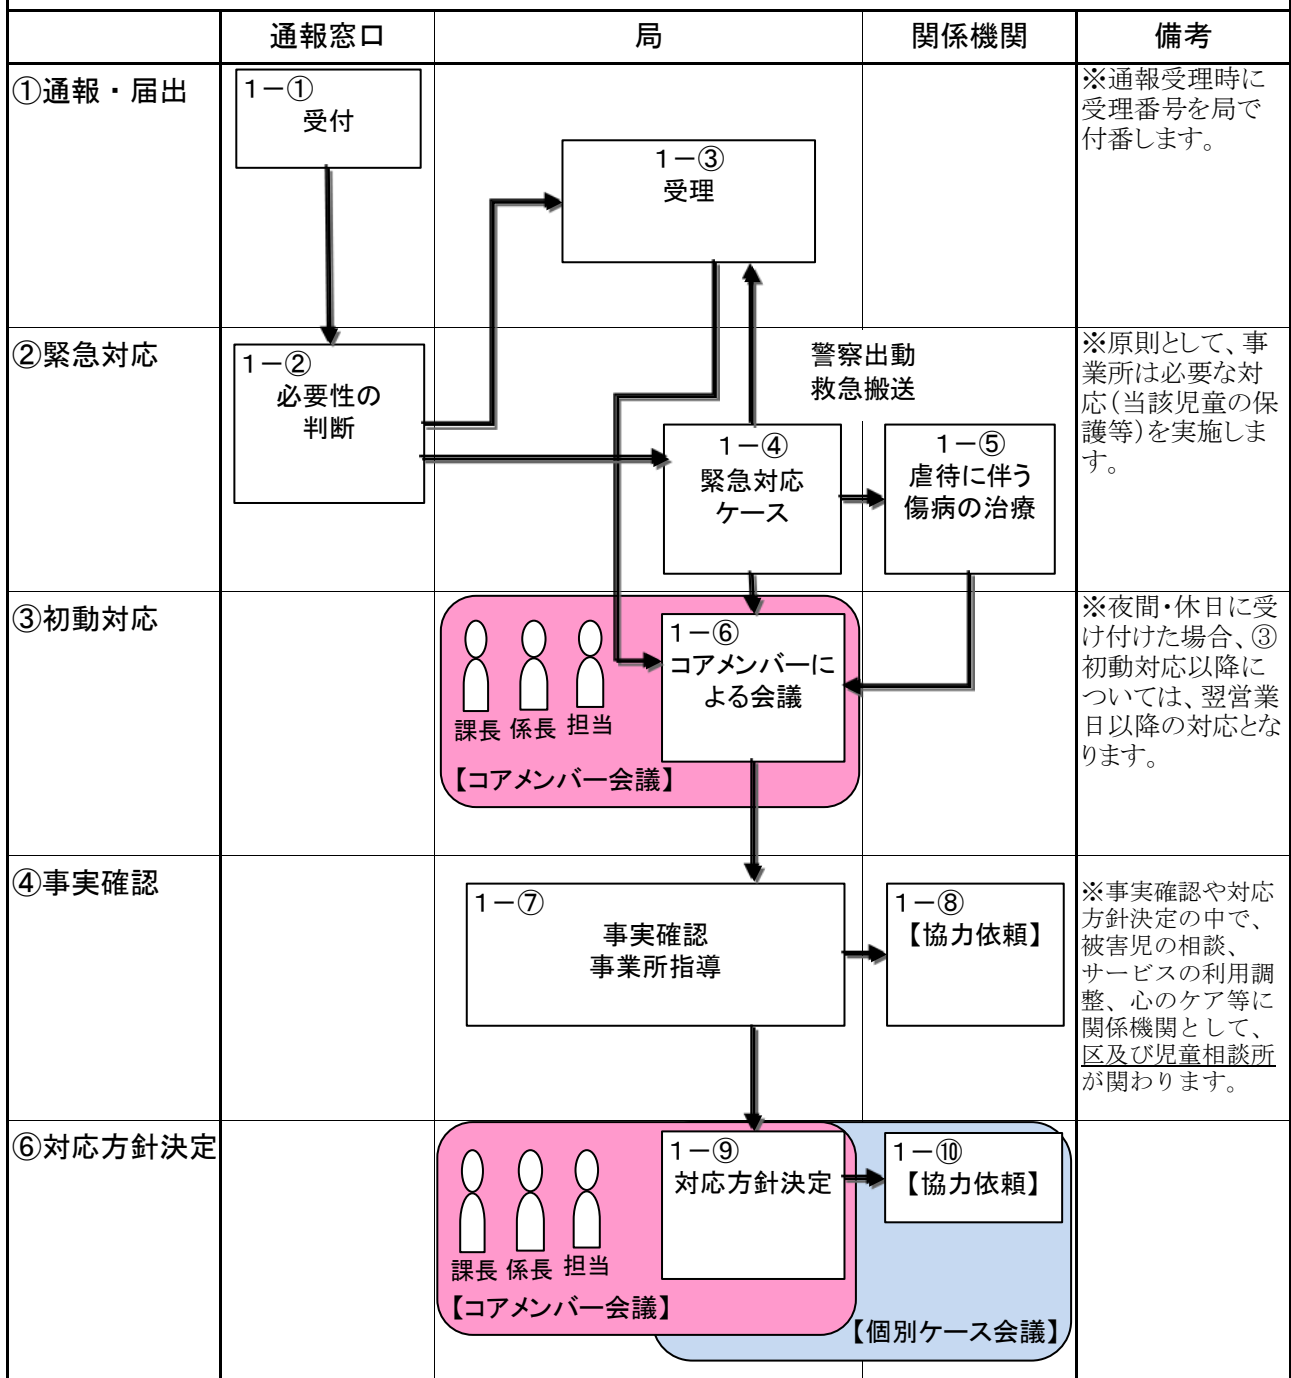 通報窓口
局
関係機関
備考
①通報・届出
1－①
受付
1－③
受理
※通報受理時に
受理番号を局で
付番します。
②緊急対応
1－②
必要性の
判断
警察出動
救急搬送
1－④
緊急対応
ケース
1－⑤
虐待に伴う
傷病の治療
※原則として、事
業所は必要な対
応（当該児童の保
護等）を実施しま
す。
③初動対応
課長
係長
担当
【コアメンバー会議】
1－⑥
コアメンバーに
よる会議
※夜間・休日に受
け付けた場合、③
初動対応以降に
ついては、翌営業
日以降の対応とな
ります。
④事実確認
1－⑦
事実確認
事業所指導
1－⑧
【協力依頼】
※事実確認や対応
方針決定の中で、
被害児の相談、
サービスの利用調
整、心のケア等に
関係機関として、
区及び児童相談所
が関わります。
⑥対応方針決定
課長
係長
担当
【コアメンバー会議】
1－⑨
対応方針決定
1－⑩
【協力依頼】
【個別ケース会議】